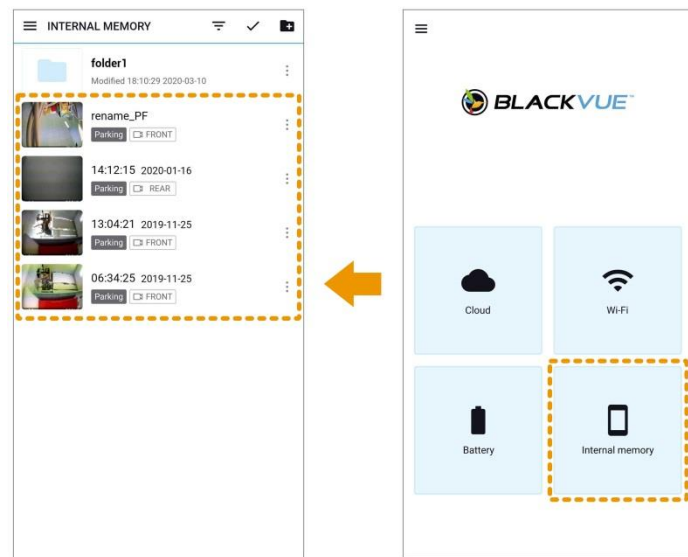 INTERNAL MEMORY
folder1
Modified 18:10:29 2020-03-10
rename_PF
Parking FRONT
14:12:15 2020-01-16
Parking REAR
13:04:21 2019-11-25
Parking FRONT
06:34:25 2019-11-25
Parking FRONT
BLACKVUE
Cloud
Wi-Fi
Battery
Internal memory